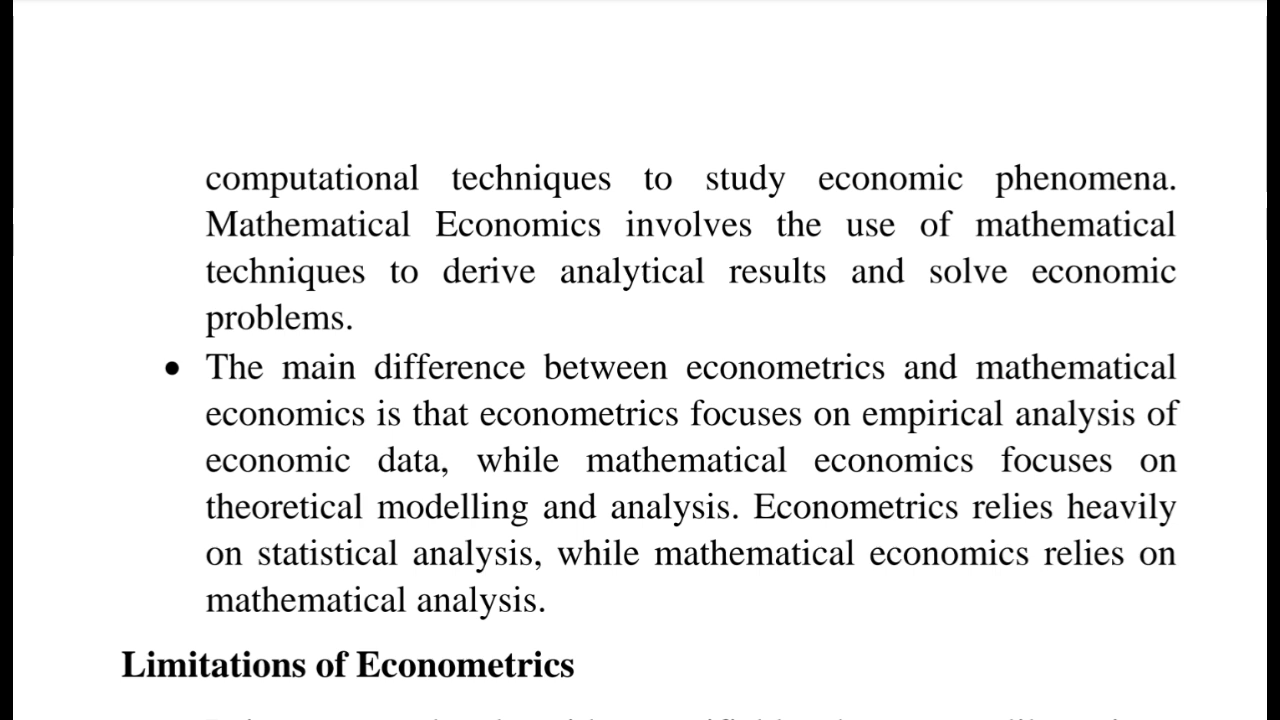 computational techniques to study economic phenomena.
Mathematical Economics involves the use of mathematical
techniques to derive analytical results and solve economic
problems.
• The main difference between econometrics and mathematical
economics is that econometrics focuses on empirical analysis of
economic data, while mathematical economics focuses on
theoretical modelling and analysis. Econometrics relies heavily
on statistical analysis, while mathematical economics relies on
mathematical analysis.
Limitations of Econometrics